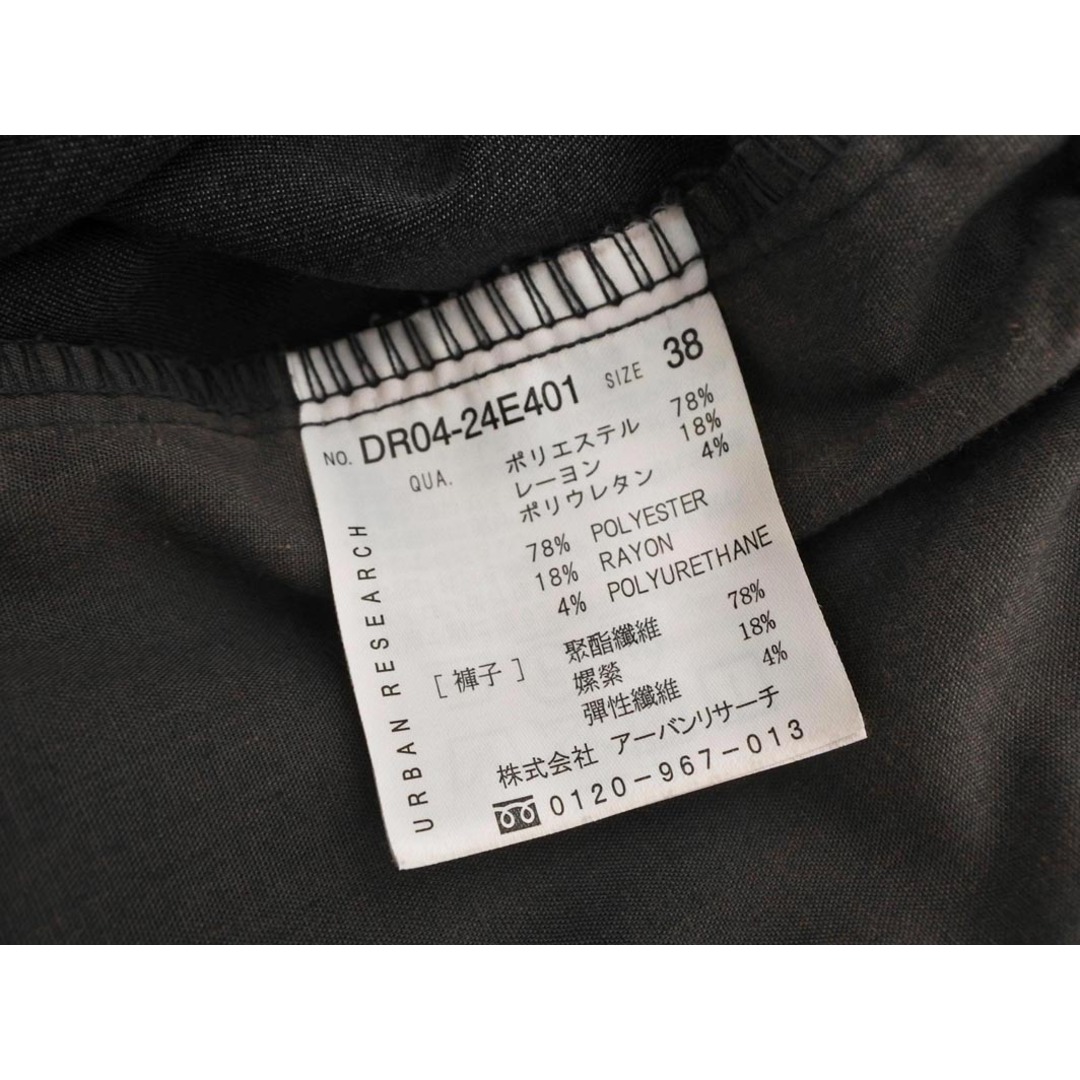 NO. DR04-24E401 SIZE 38
QUA. ポリエステル 78%
レーヨン 18%
ポリウレタン 4%
78% POLYESTER
18% RAYON
4% POLYURETHANE
[褲子] 聚酯纖維 78%
嫘縈 18%
彈性纖維 4%
株式会社 アーバンリサーチ
0120-967-013
URBAN RESEARCH